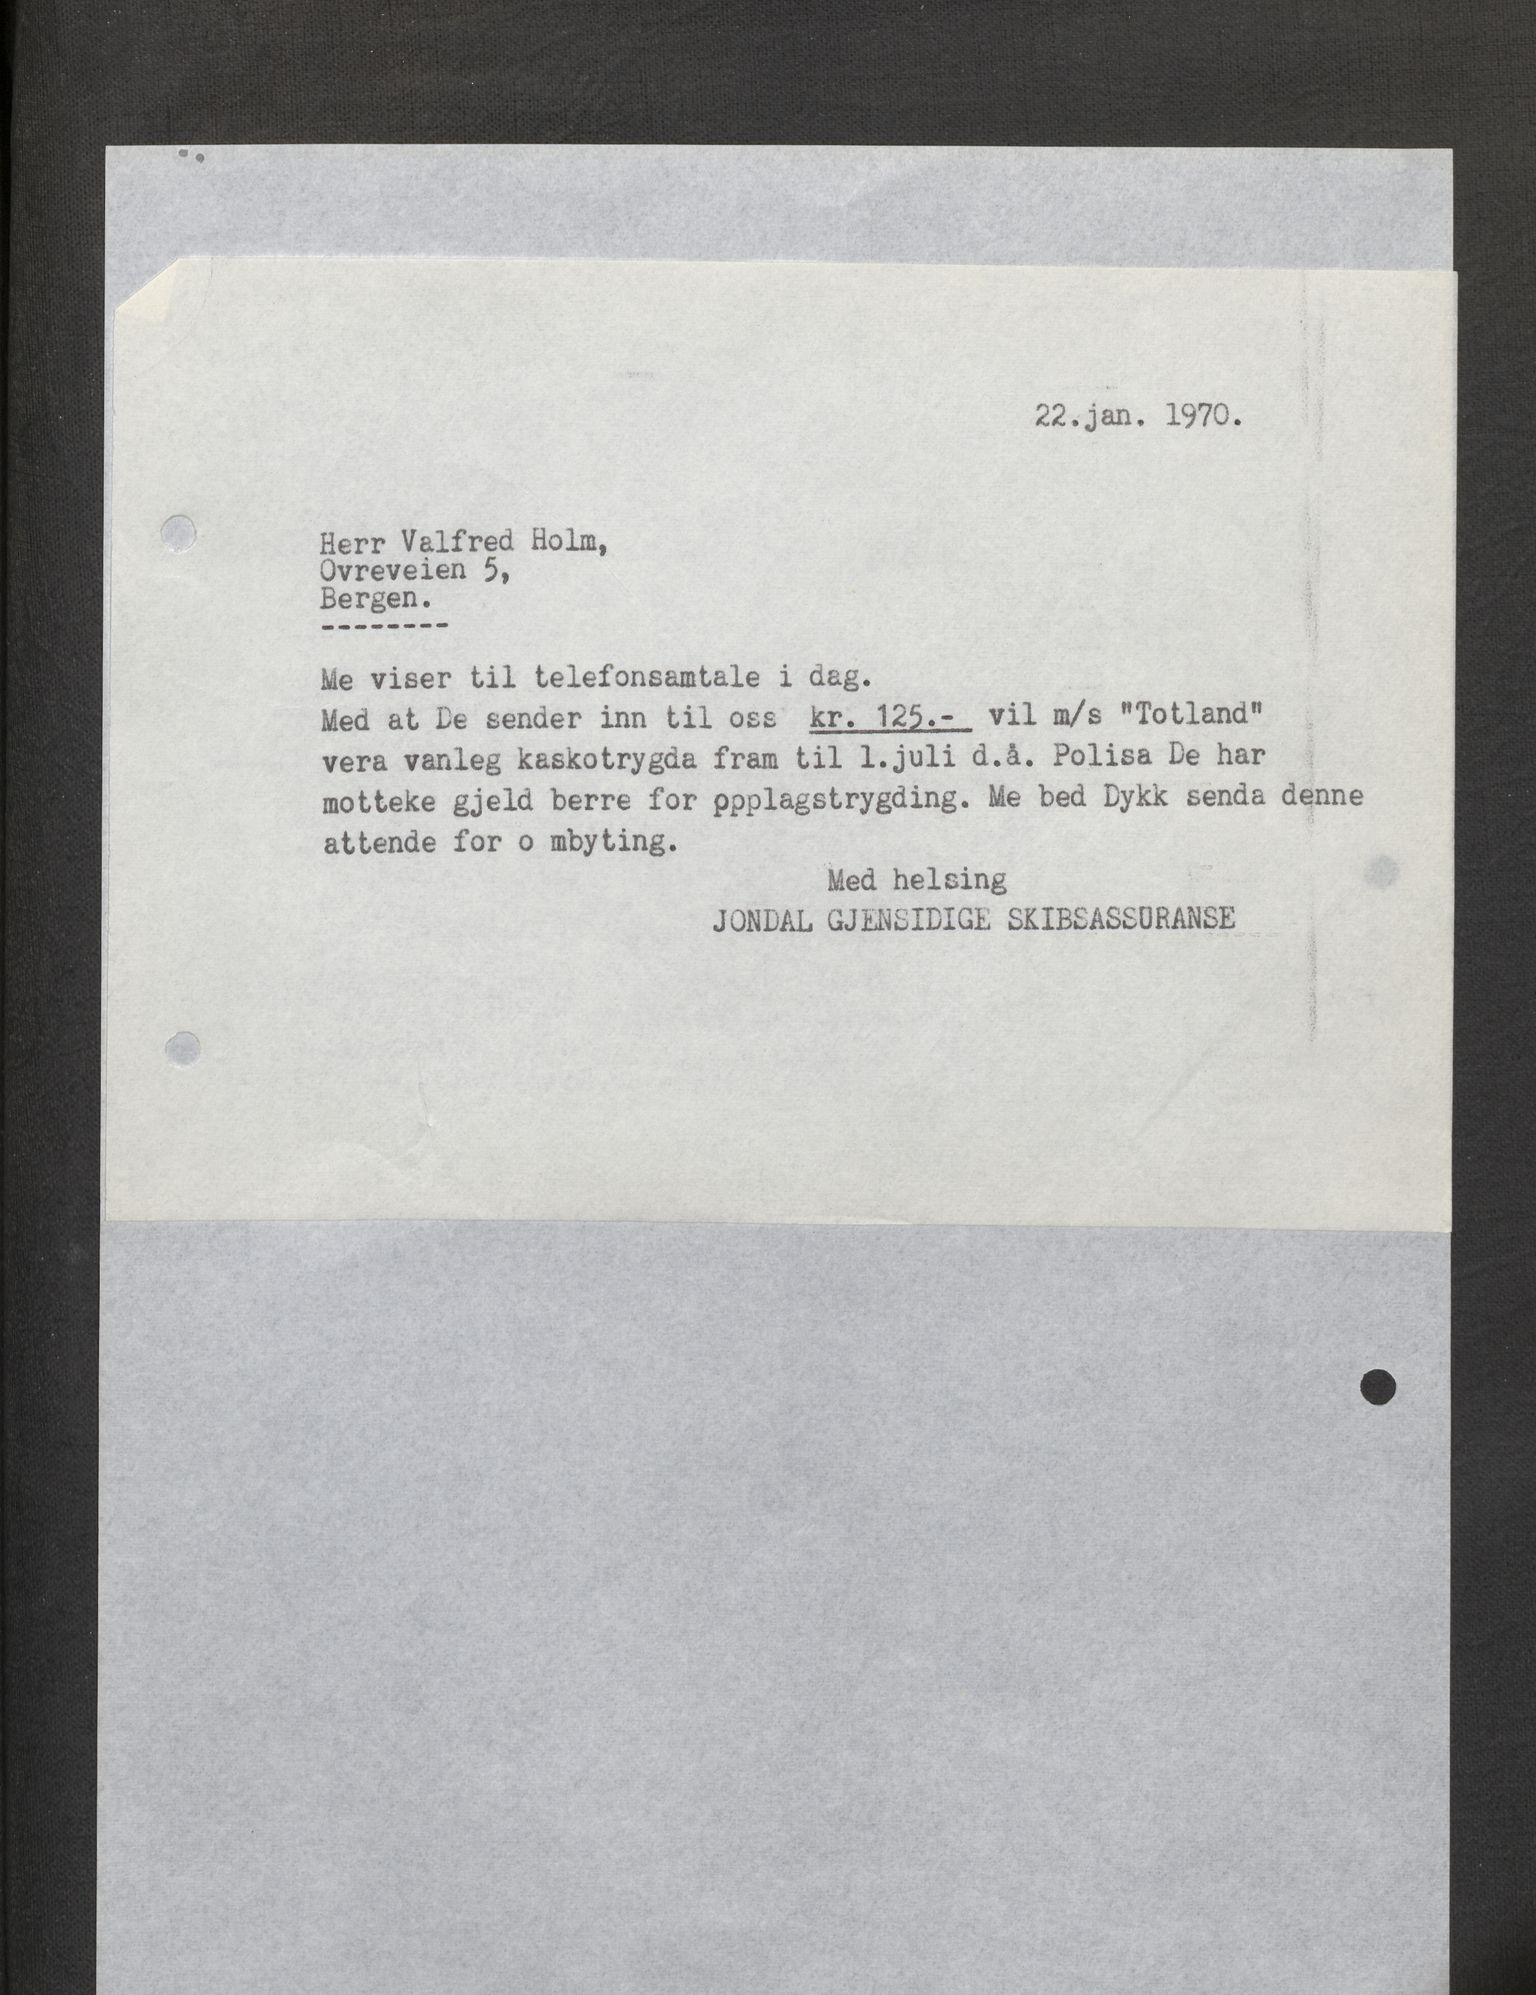 22.jan. 1970.
Herr Valfred Holm,
Ovreveien 5,
Bergen.
--------
Me viser til telefonsamtale i dag.
Med at De sender inn til oss kr. 125.- vil m/s "Totland"
vera vanleg kaskotrygda fram til 1.juli d.å. Polisa De har
motteke gjeld berre for ppplagstrygding. Me bed Dykk senda denne
attende for o mbyting.
Med helsing
JONDAL GJENSIDIGE SKIBSASSURANSE